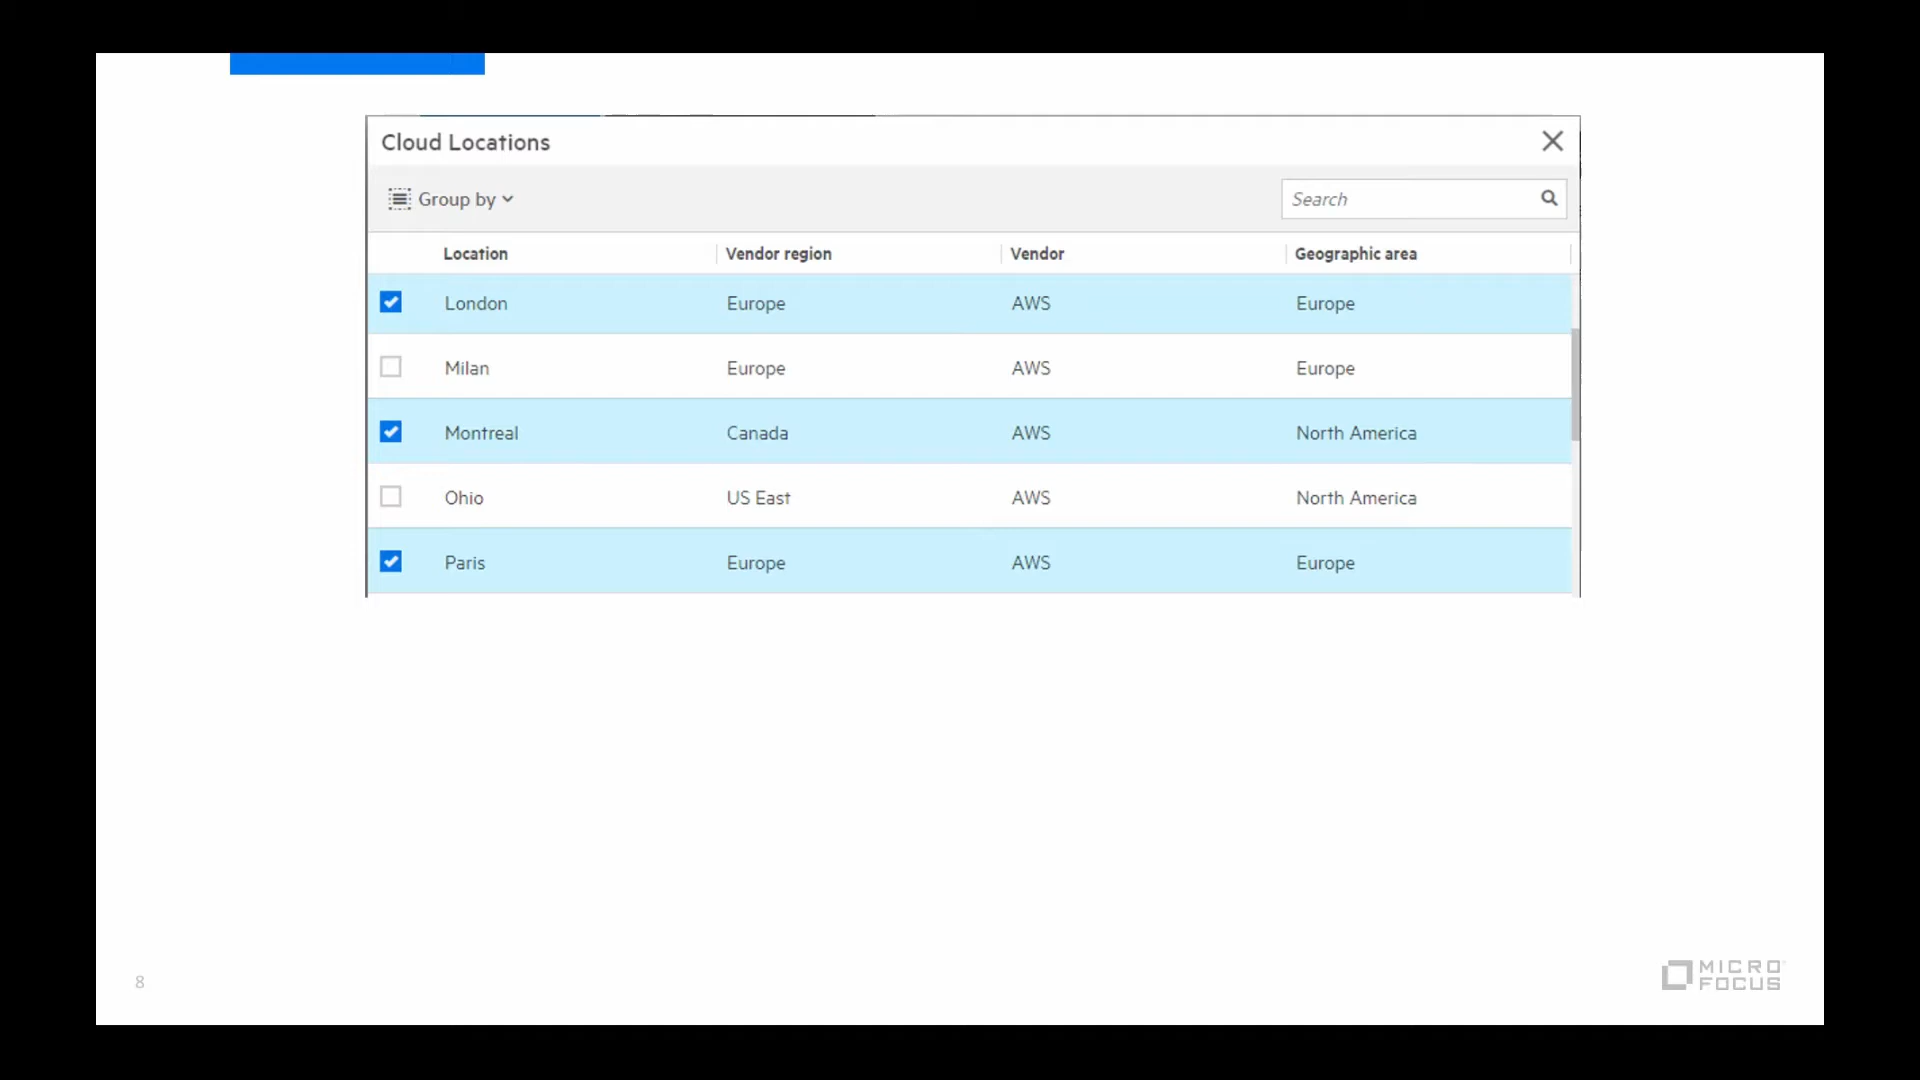 Cloud Locations
Group by
Search
Location Vendor region Vendor Geographic area
London Europe AWS Europe
Milan Europe AWS Europe
Montreal Canada AWS North America
Ohio US East AWS North America
Paris Europe AWS Europe
8
MICRO
FOCUS